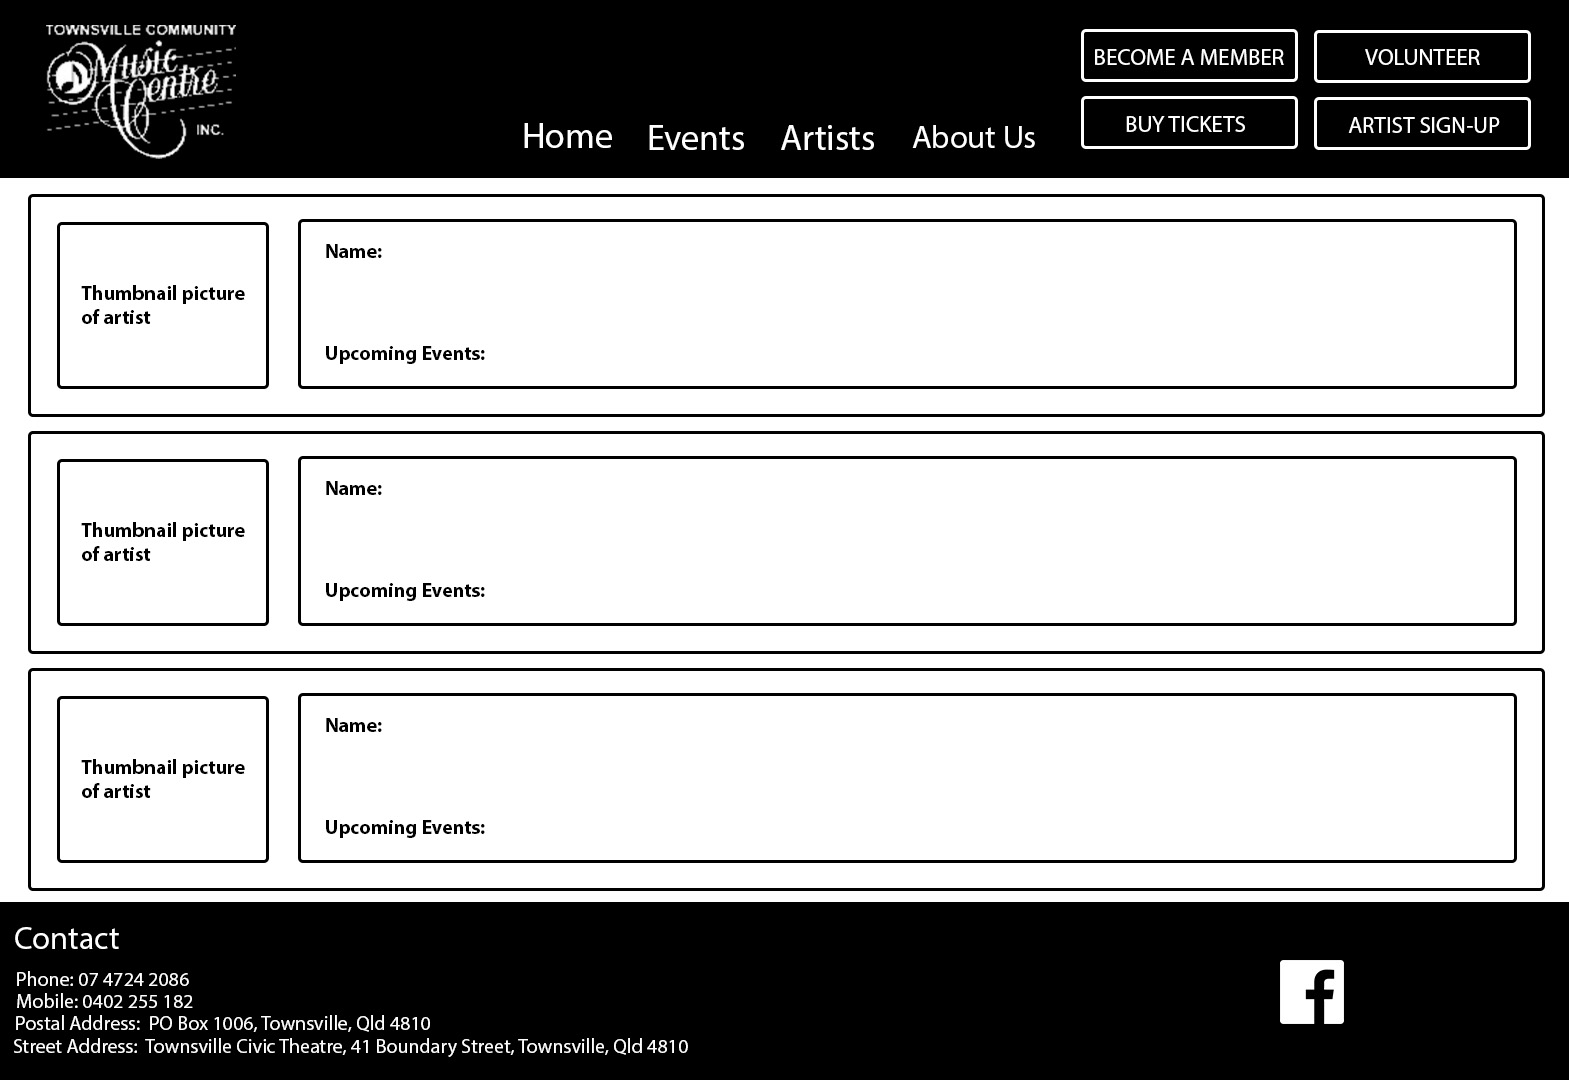 TOWNSVILLE COMMUNITY
Music
Centre
INC.
Home
Events
Artists
About Us
BECOME A MEMBER
VOLUNTEER
BUY TICKETS
ARTIST SIGN-UP
Thumbnail picture
of artist
Name:
Upcoming Events:
Thumbnail picture
of artist
Name:
Upcoming Events:
Thumbnail picture
of artist
Name:
Upcoming Events:
Contact
Phone: 07 4724 2086
Mobile: 0402 255 182
Postal Address:  PO Box 1006, Townsville, Qld 4810
Street Address:  Townsville Civic Theatre, 41 Boundary Street, Townsville, Qld 4810
f